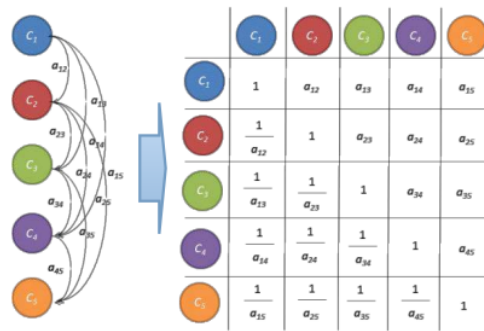 C1
a12
C2
a13
a23
a14
C3
a24
a15
a25
a34
a35
C4
a45
C5
C1 C2 C3 C4 C5
C1 1 a12 a13 a14 a15
C2 1/a12 1 a23 a24 a25
C3 1/a13 1/a23 1 a34 a35
C4 1/a14 1/a24 1/a34 1 a45
C5 1/a15 1/a25 1/a35 1/a45 1